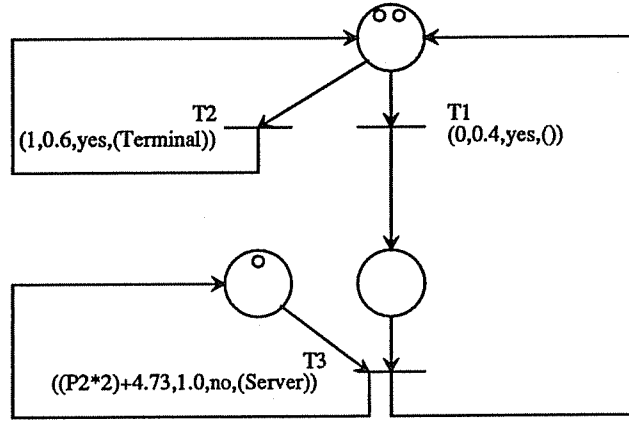 T2
(1,0.6,yes,(Terminal))
T1
(0,0.4,yes,())
T3
((P2*2)+4.73,1.0,no,(Server))